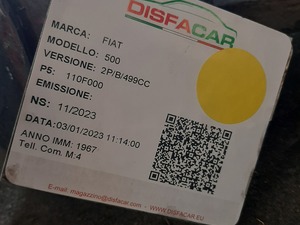 DISFACAR
MARCA: FIAT
MODELLO: 500
VERSIONE: 2P/B/499CC
P5: 110F000
EMISSIONE:
NS: 11/2023
DATA:03/01/2023 11:14:00
ANNO IMM: 1967
Tell. Com. M:4
E-mail: magazzino@disfacar.com
WWW.DISFACAR.EU